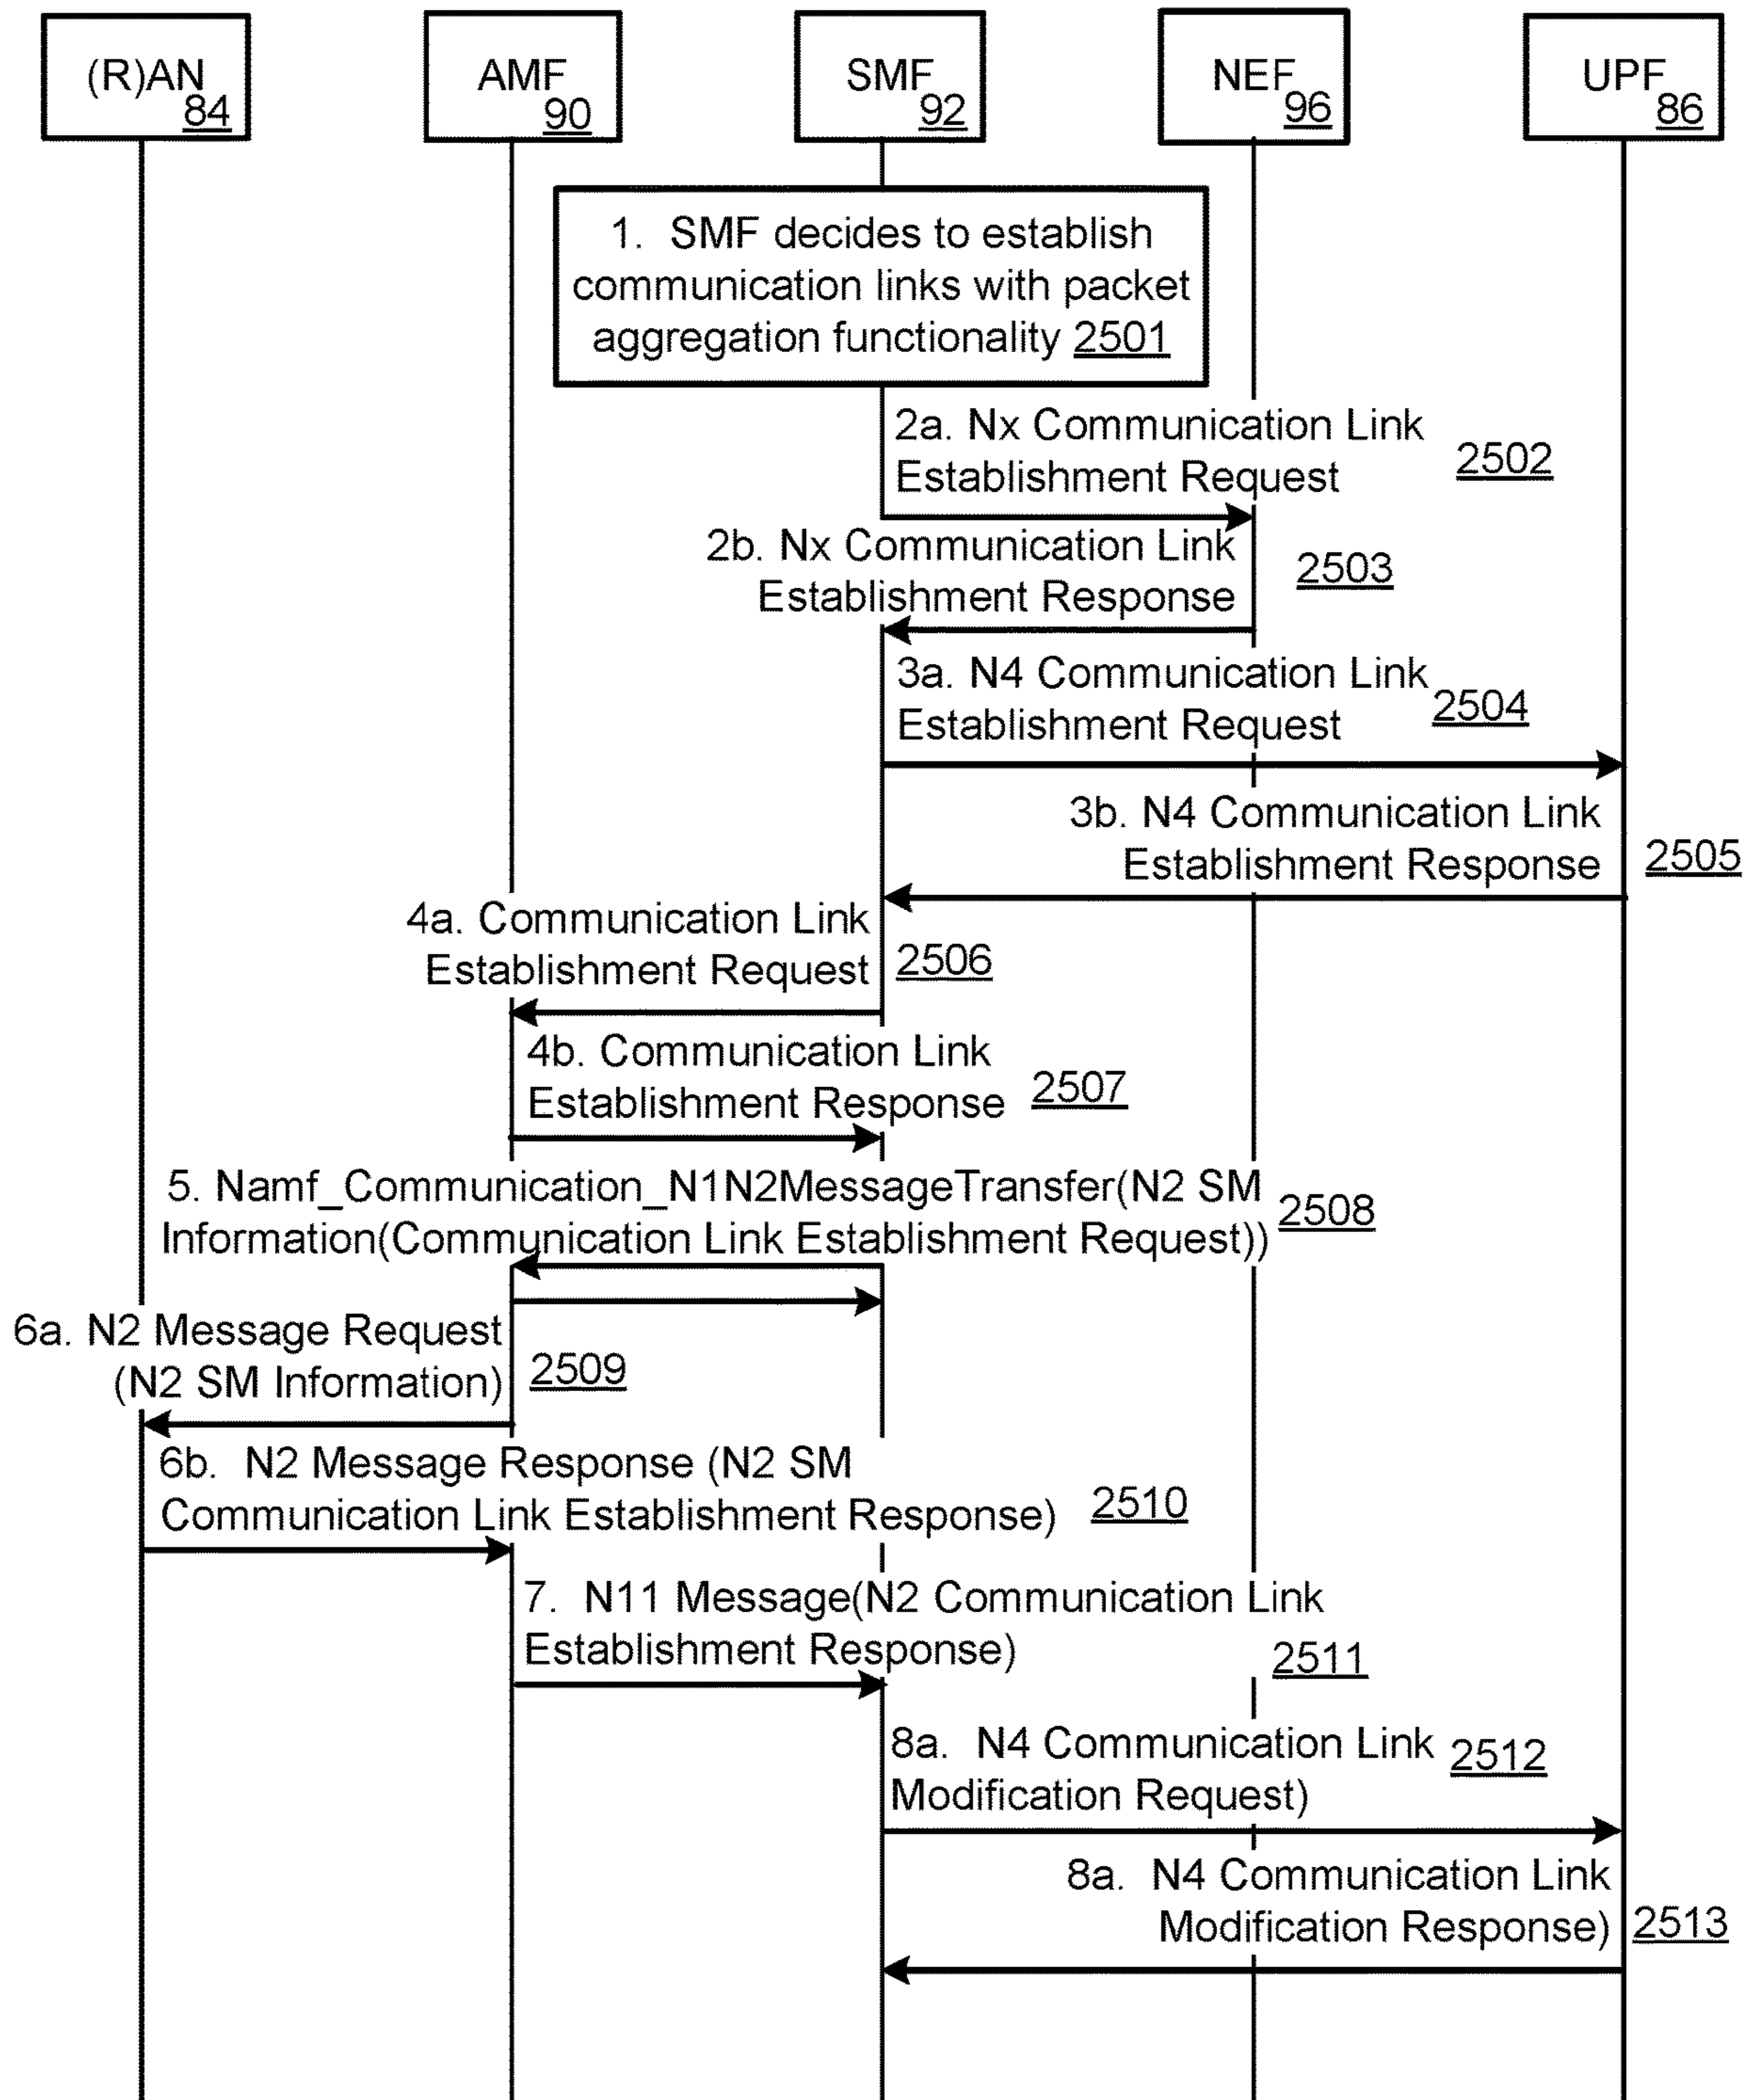 (R)AN
84
AMF
90
SMF
92
NEF
96
UPF
86
1. SMF decides to establish
communication links with packet
aggregation functionality 2501
2a. Nx Communication Link
Establishment Request
2502
2b. Nx Communication Link
Establishment Response
2503
3a. N4 Communication Link
Establishment Request
2504
3b. N4 Communication Link
Establishment Response
2505
4a. Communication Link
Establishment Request
2506
4b. Communication Link
Establishment Response
2507
5. Namf_Communication_N1N2MessageTransfer(N2 SM
Information(Communication Link Establishment Request))
2508
6a. N2 Message Request
(N2 SM Information)
2509
6b. N2 Message Response (N2 SM
Communication Link Establishment Response)
2510
7. N11 Message(N2 Communication Link
Establishment Response)
2511
8a. N4 Communication Link
Modification Request)
2512
8a. N4 Communication Link
Modification Response)
2513